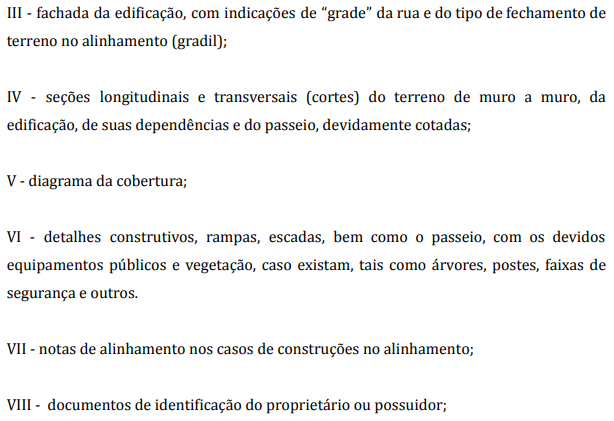 III - fachada da edificação, com indicações de “grade” da rua e do tipo de fechamento de
terreno no alinhamento (gradil);
IV - seções longitudinais e transversais (cortes) do terreno de muro a muro, da
edificação, de suas dependências e do passeio, devidamente cotadas;
V - diagrama da cobertura;
VI - detalhes construtivos, rampas, escadas, bem como o passeio, com os devidos
equipamentos públicos e vegetação, caso existam, tais como árvores, postes, faixas de
segurança e outros.
VII - notas de alinhamento nos casos de construções no alinhamento;
VIII - documentos de identificação do proprietário ou possuidor;